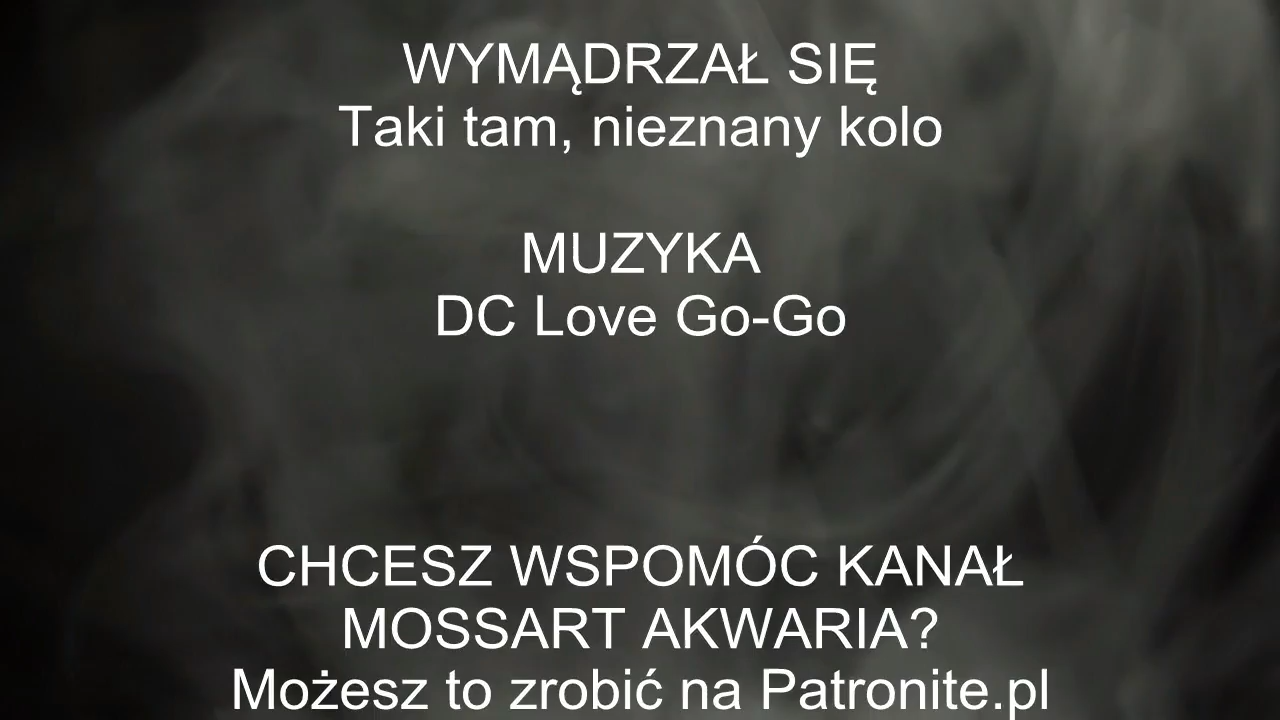 WYMĄDRZAŁ SIĘ
Taki tam, nieznany kolo
MUZYKA
DC Love Go-Go
CHCESZ WSPOMÓC KANAŁ
MOSSART AKWARIA?
Możesz to zrobić na Patronite.pl